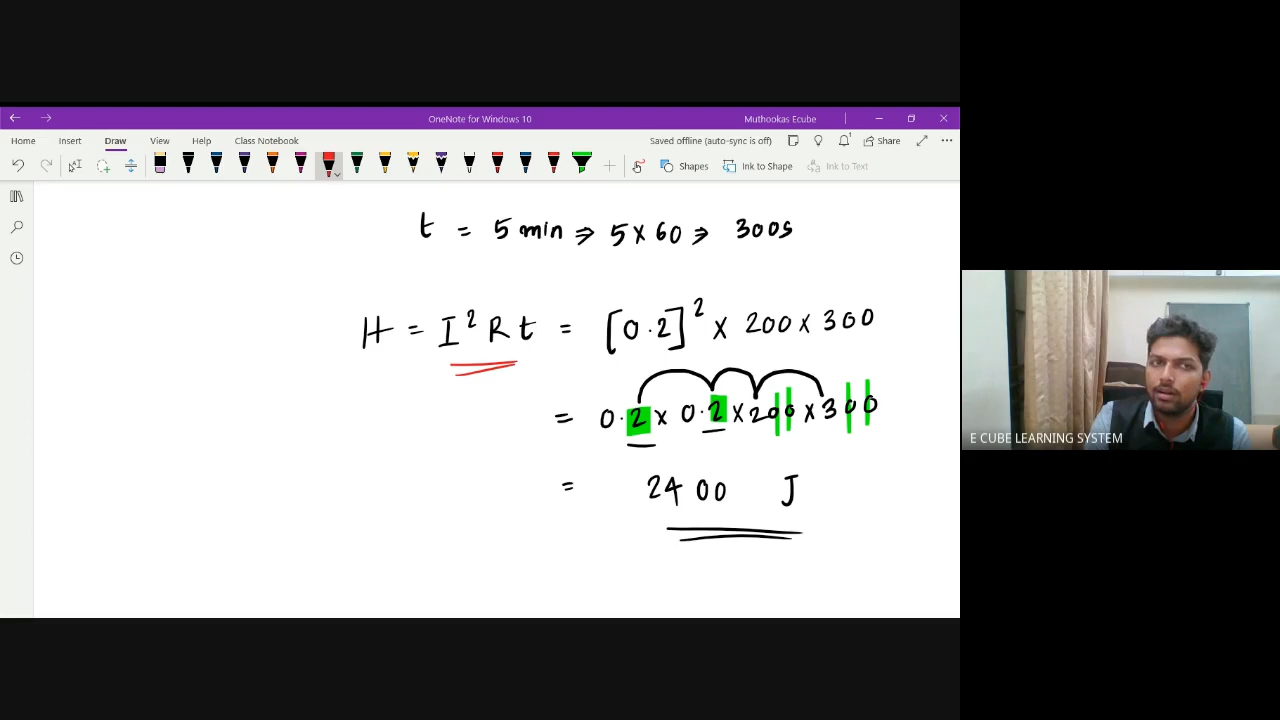 OneNote for Windows 10
Muthookas Ecube
Home Insert Draw View Help Class Notebook
Saved offline (auto-sync is off)
Share
Shapes
Ink to Shape
Ink to Text
t = 5 min ⇒ 5 X 60 ⇒ 300s
H = I² R t = [0.2]² X 200 X 300
= 0.2 X 0.2 X 200 X 300
= 2400 J
E CUBE LEARNING SYSTEM